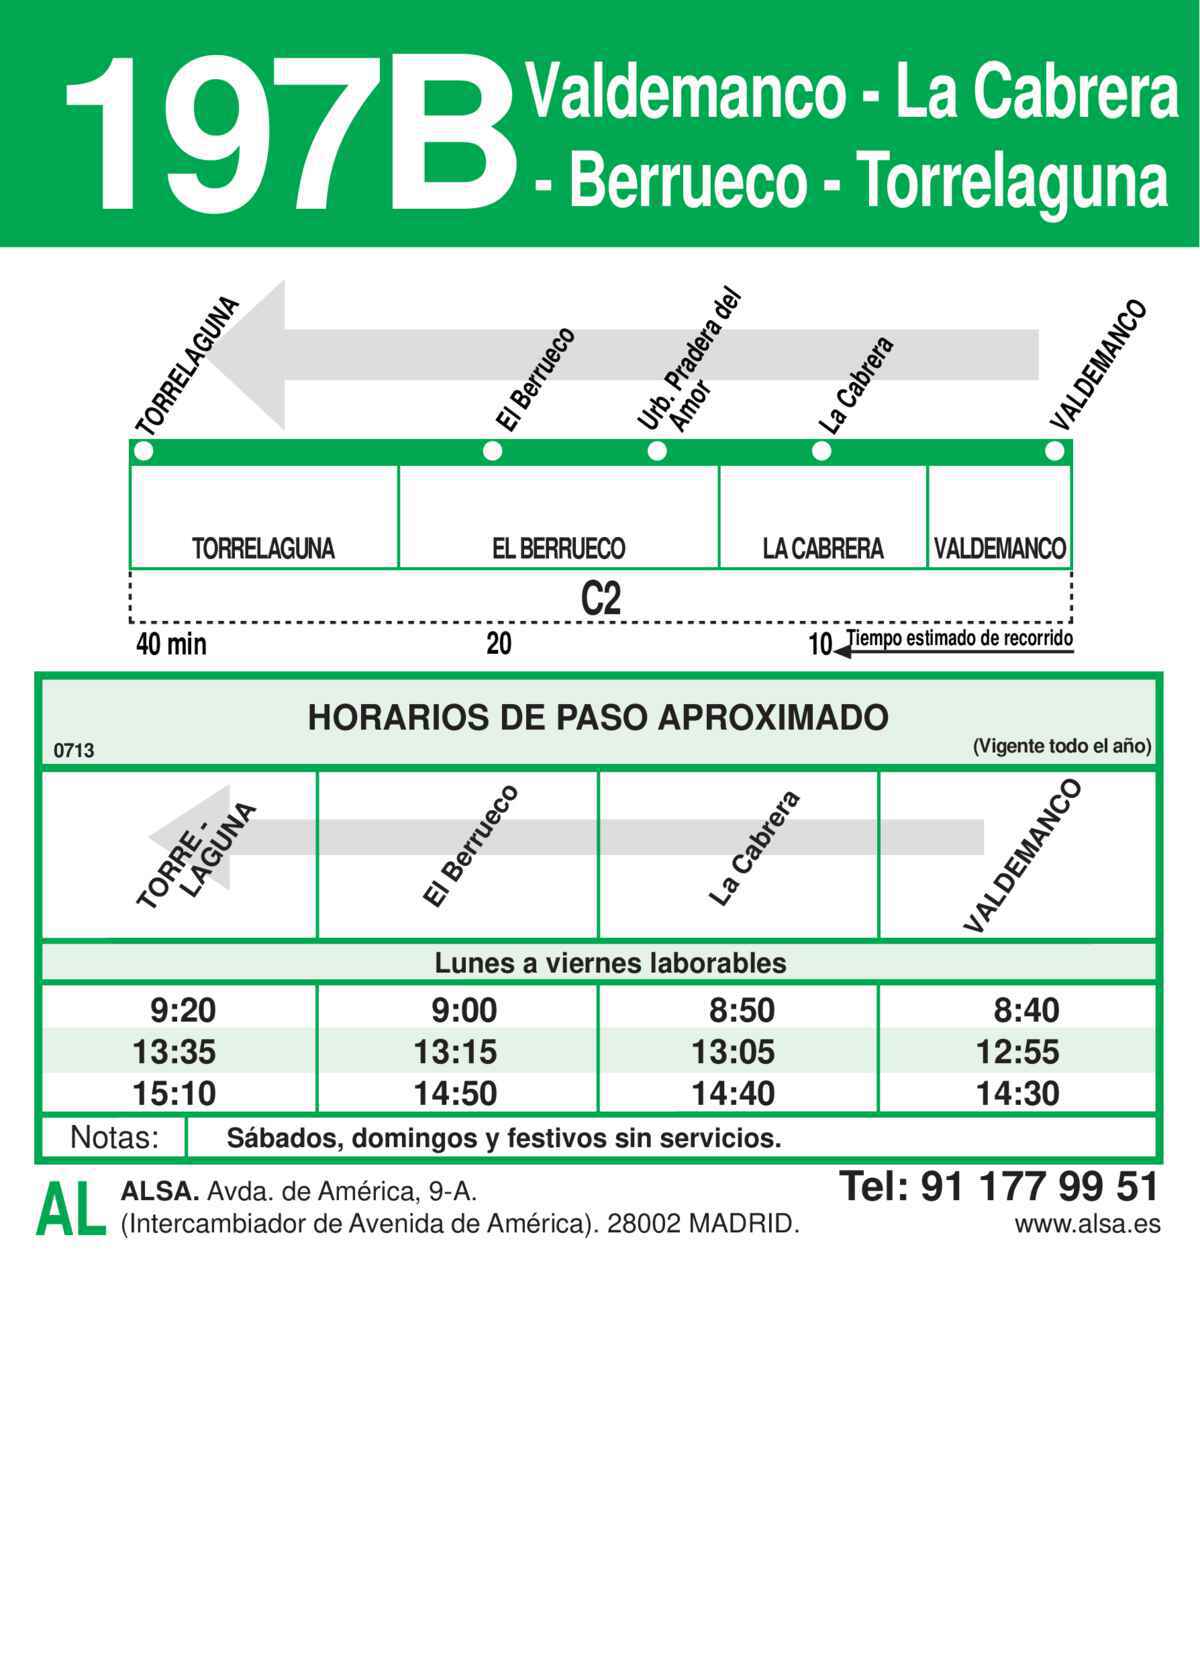 197B
Valdemanco - La Cabrera
- Berrueco - Torrelaguna
TORRELAGUNA
El Berrueco
Urb. Pradera del
Amor
La Cabrera
VALDEMANCO
TORRELAGUNA EL BERRUECO LA CABRERA VALDEMANCO
C2
40 min 20 10 Tiempo estimado de recorrido
HORARIOS DE PASO APROXIMADO
0713 (Vigente todo el año)
TORRE -
LAGUNA
El Berrueco
La Cabrera
VALDEMANCO
Lunes a viernes laborables
9:20 9:00 8:50 8:40
13:35 13:15 13:05 12:55
15:10 14:50 14:40 14:30
Notas: Sábados, domingos y festivos sin servicios.
AL
ALSA. Avda. de América, 9-A.
(Intercambiador de Avenida de América). 28002 MADRID.
Tel: 91 177 99 51
www.alsa.es